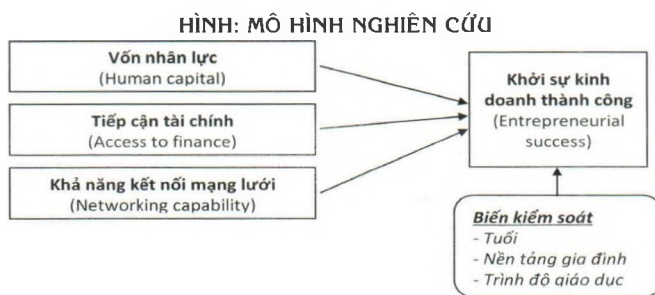 HÌNH: MÔ HÌNH NGHIÊN CỨU
Vốn nhân lực
(Human capital)
Tiếp cận tài chính
(Access to finance)
Khả năng kết nối mạng lưới
(Networking capability)
Khởi sự kinh
doanh thành công
(Entrepreneurial
success)
Biến kiểm soát
- Tuổi
- Nền tảng gia đình
- Trình độ giáo dục